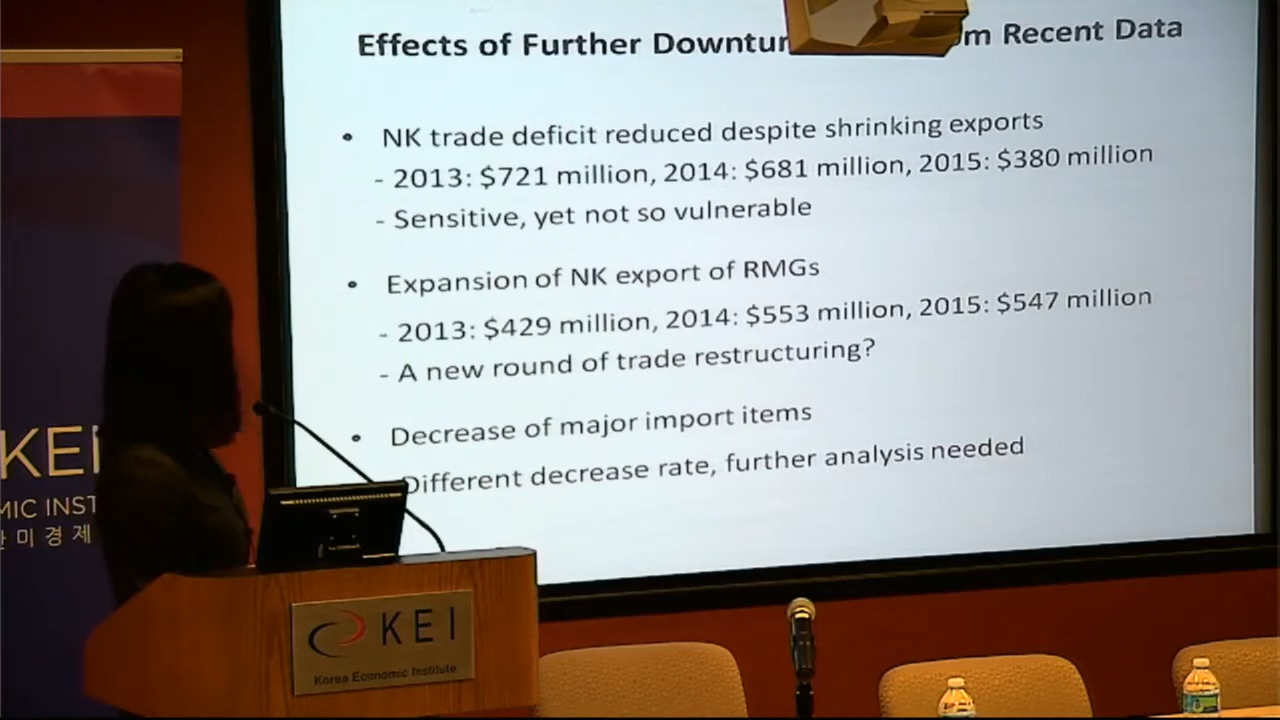 Effects of Further Downtur m Recent Data
• NK trade deficit reduced despite shrinking exports
- 2013: $721 million, 2014: $681 million, 2015: $380 million
- Sensitive, yet not so vulnerable
• Expansion of NK export of RMGs
- 2013: $429 million, 2014: $553 million, 2015: $547 million
- A new round of trade restructuring?
• Decrease of major import items
Different decrease rate, further analysis needed
KEI
MIC INST
미경제
KEI
Korea Economic Institute